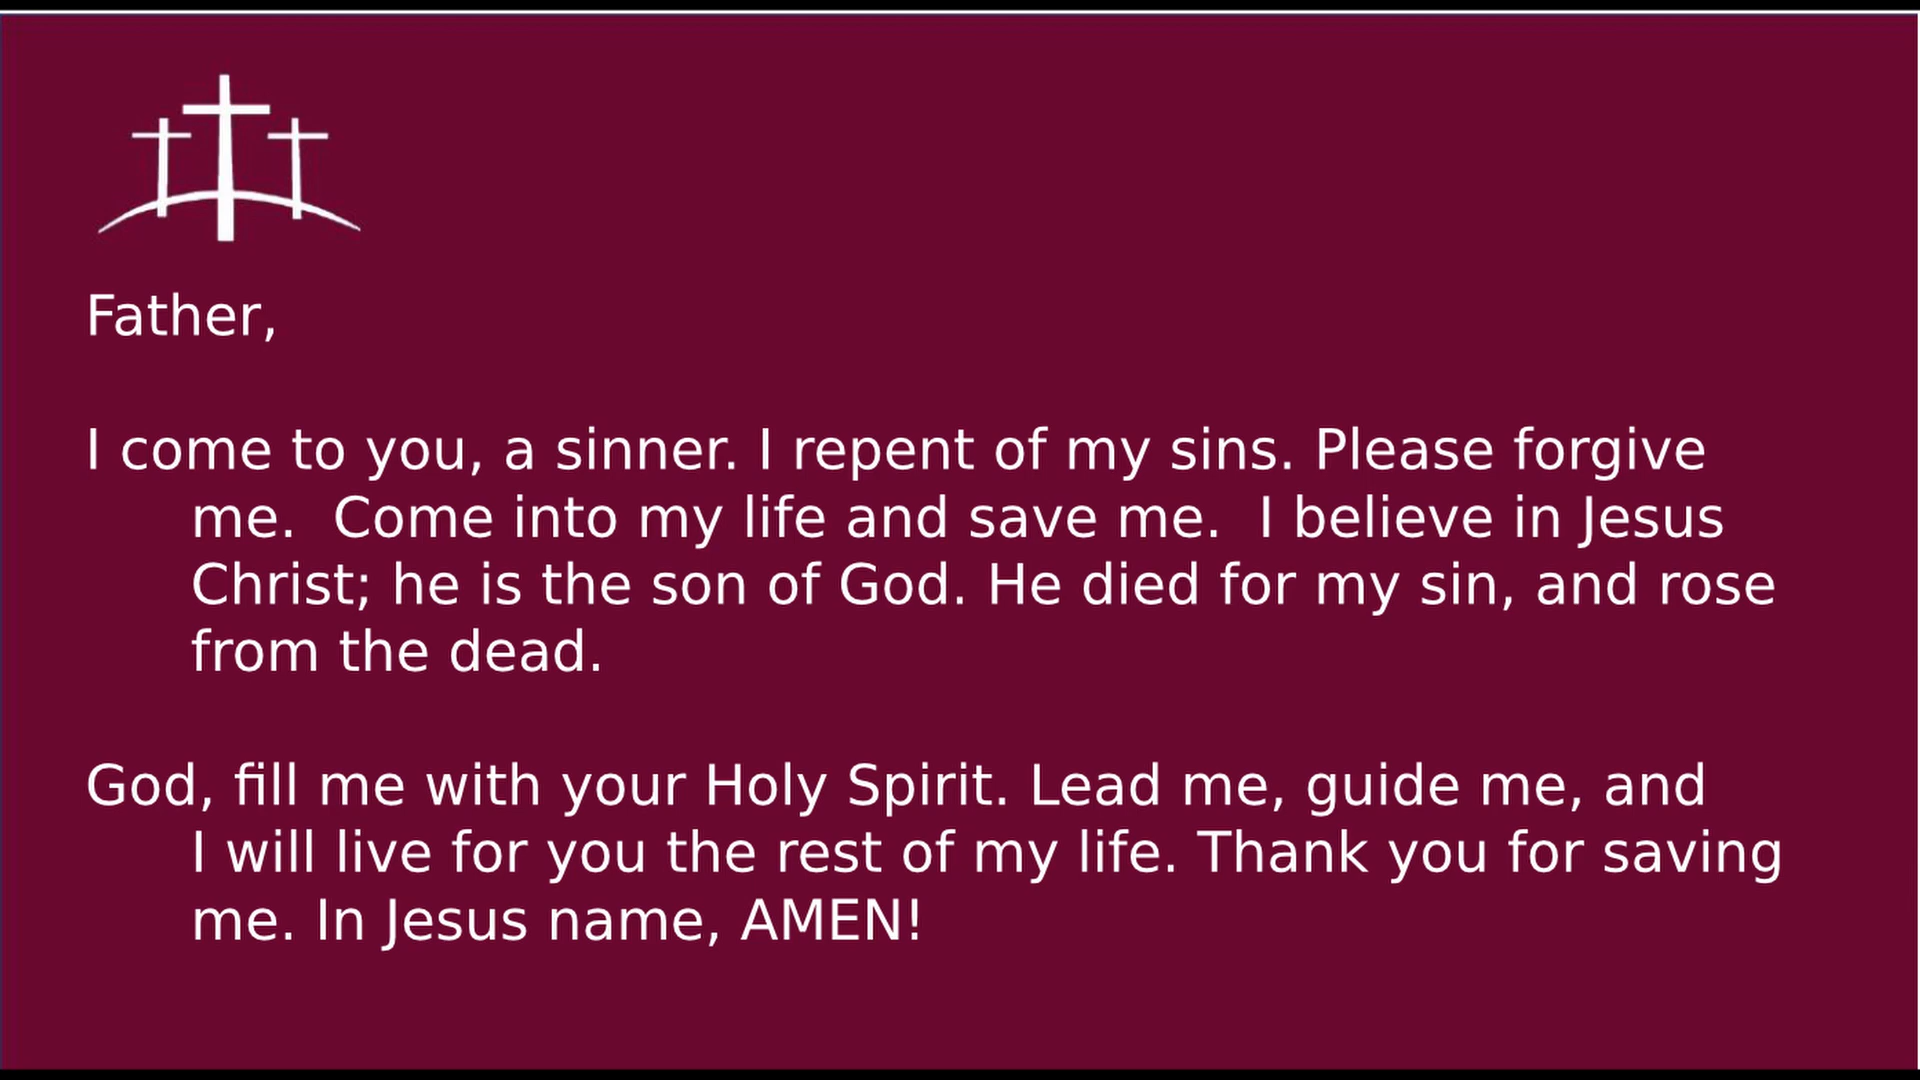 Father,
I come to you, a sinner. I repent of my sins. Please forgive
me.  Come into my life and save me.  I believe in Jesus
Christ; he is the son of God. He died for my sin, and rose
from the dead.
God, fill me with your Holy Spirit. Lead me, guide me, and
I will live for you the rest of my life. Thank you for saving
me. In Jesus name, AMEN!